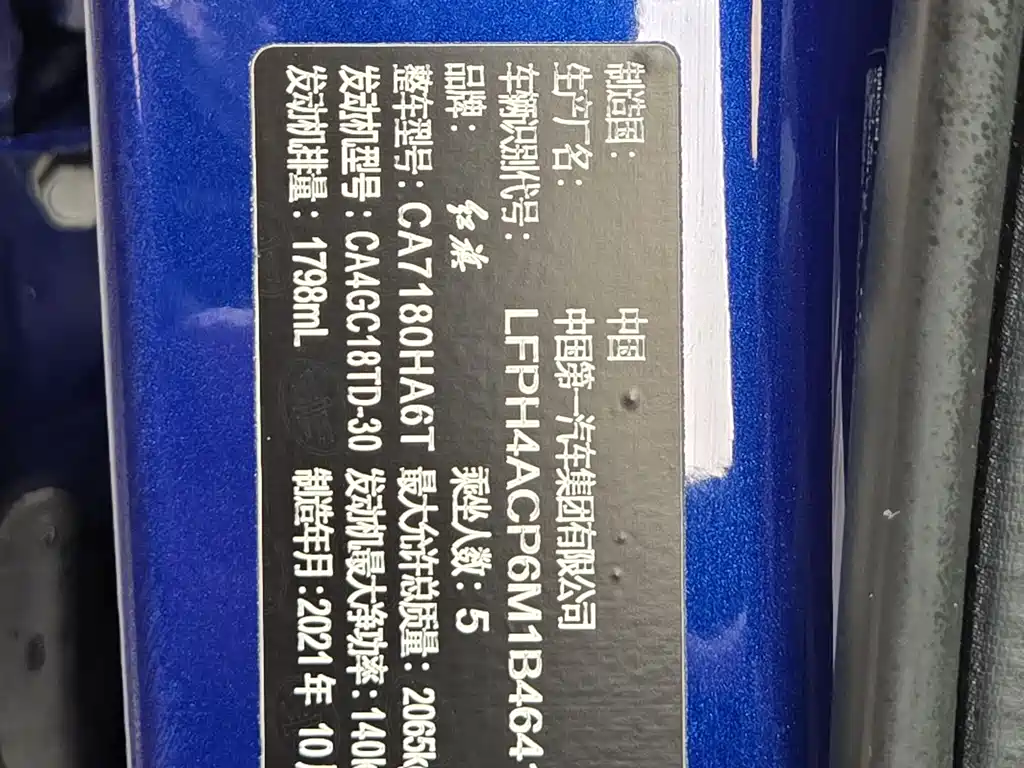 制造国: 中国
生产厂名: 中国第一汽车集团有限公司
车辆识别代号: LFPH4ACP6M1B464
品牌: 红旗 乘坐人数: 5
整车型号: CA7180HA6T 最大允许总质量: 2065k
发动机型号: CA4GC18TD-30 发动机最大净功率: 140k
发动机排量: 1798mL 制造年月: 2021年 10